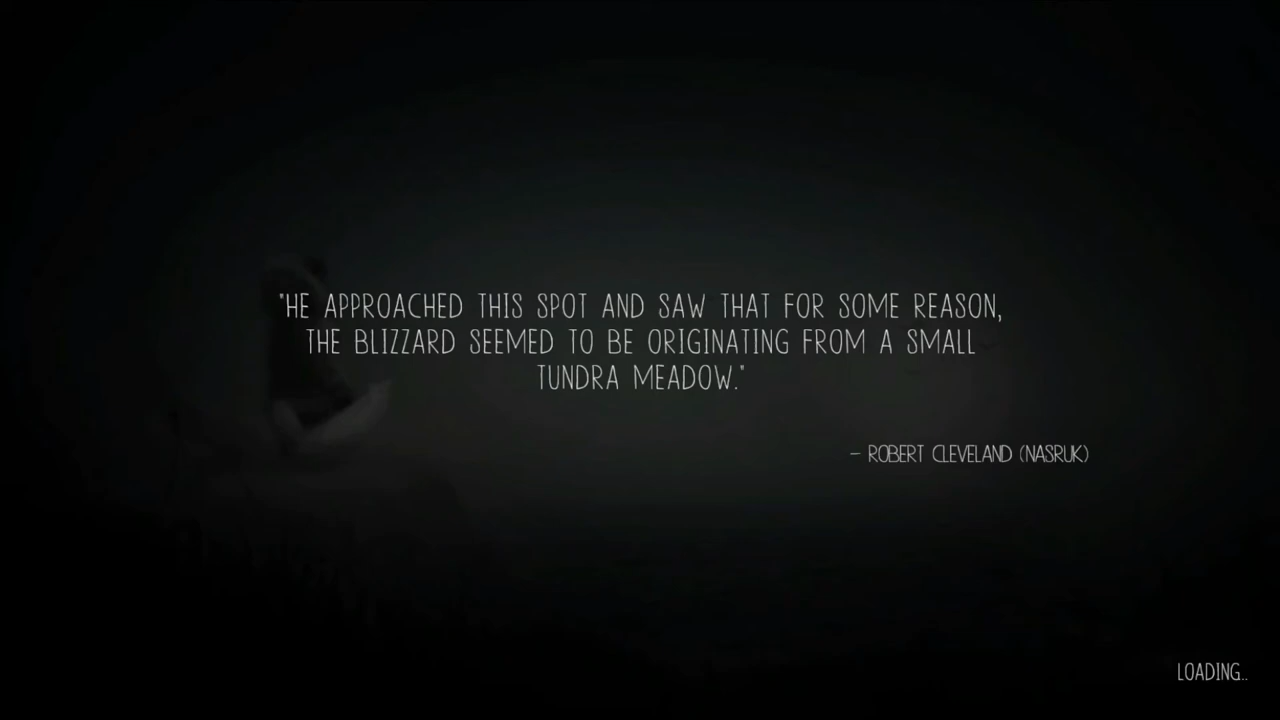 "HE APPROACHED THIS SPOT AND SAW THAT FOR SOME REASON,
THE BLIZZARD SEEMED TO BE ORIGINATING FROM A SMALL
TUNDRA MEADOW."
– ROBERT CLEVELAND (NASRUK)
LOADING..